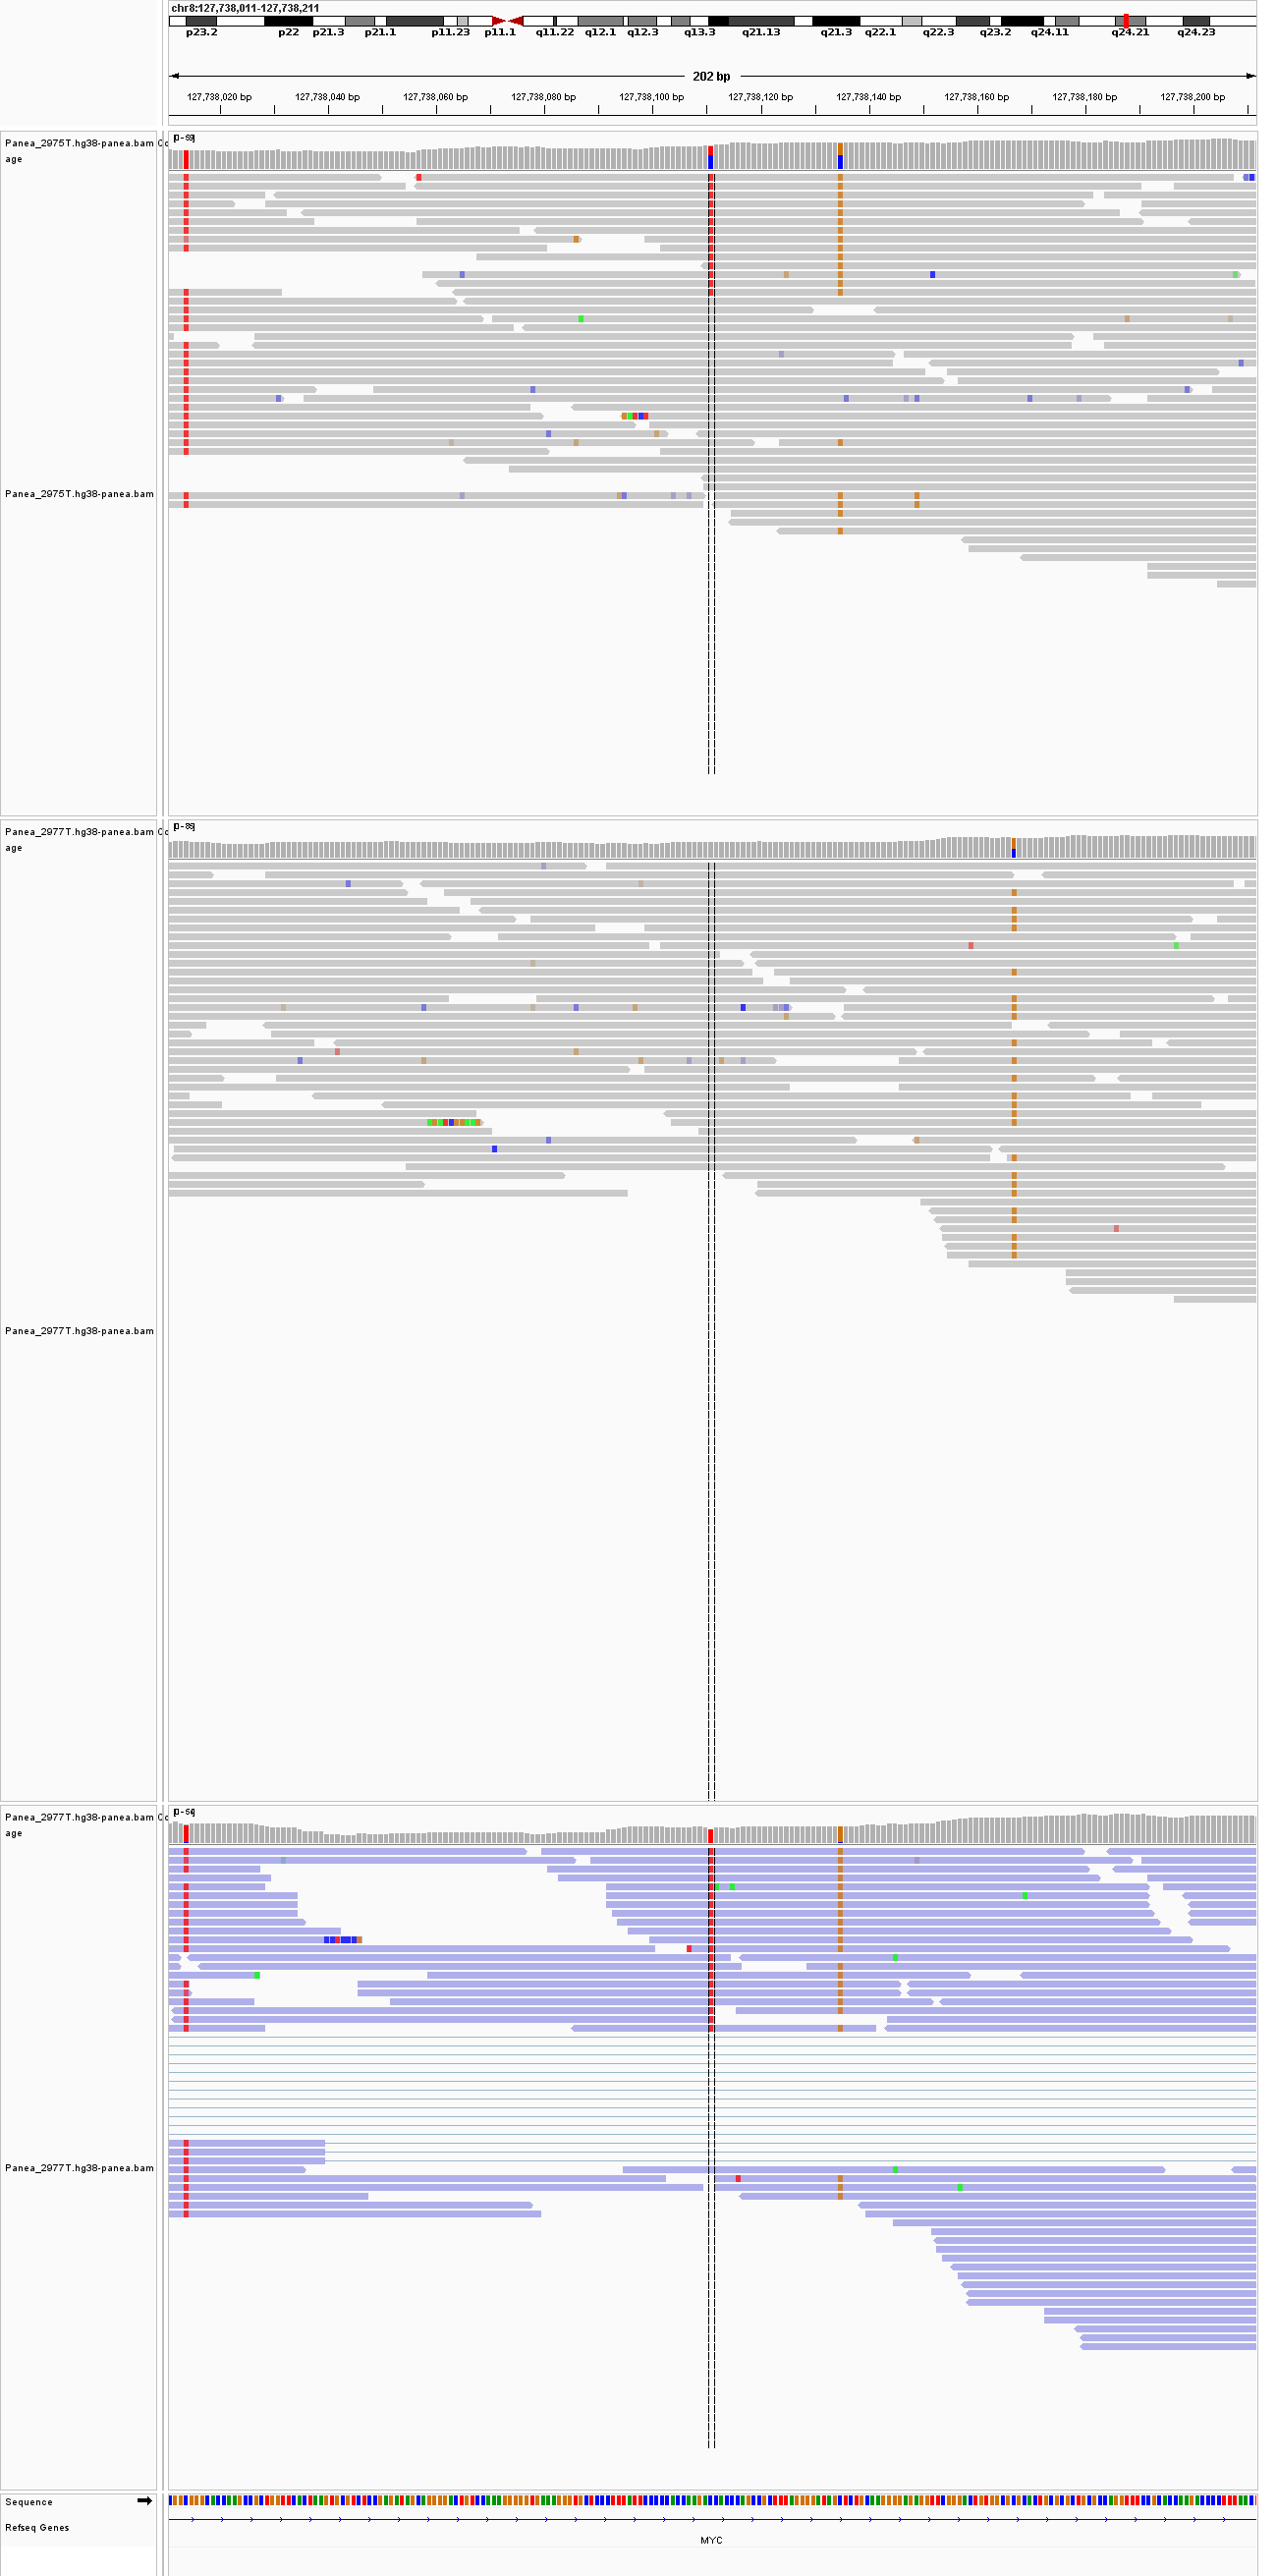 chr8:127,738,011-127,738,211
p23.2 p22 p21.3 p21.1 p11.23 p11.1 q11.22 q12.1 q12.3 q13.3 q21.13 q21.3 q22.1 q22.3 q23.2 q24.11 q24.21 q24.23
202 bp
127,738,020 bp 127,738,040 bp 127,738,060 bp 127,738,080 bp 127,738,100 bp 127,738,120 bp 127,738,140 bp 127,738,160 bp 127,738,180 bp 127,738,200 bp
Panea_2975T.hg38-panea.bam Co
age
Panea_2975T.hg38-panea.bam
Panea_2977T.hg38-panea.bam Co
age
Panea_2977T.hg38-panea.bam
Panea_2977T.hg38-panea.bam Co
age
Panea_2977T.hg38-panea.bam
Sequence
Refseq Genes
MYC